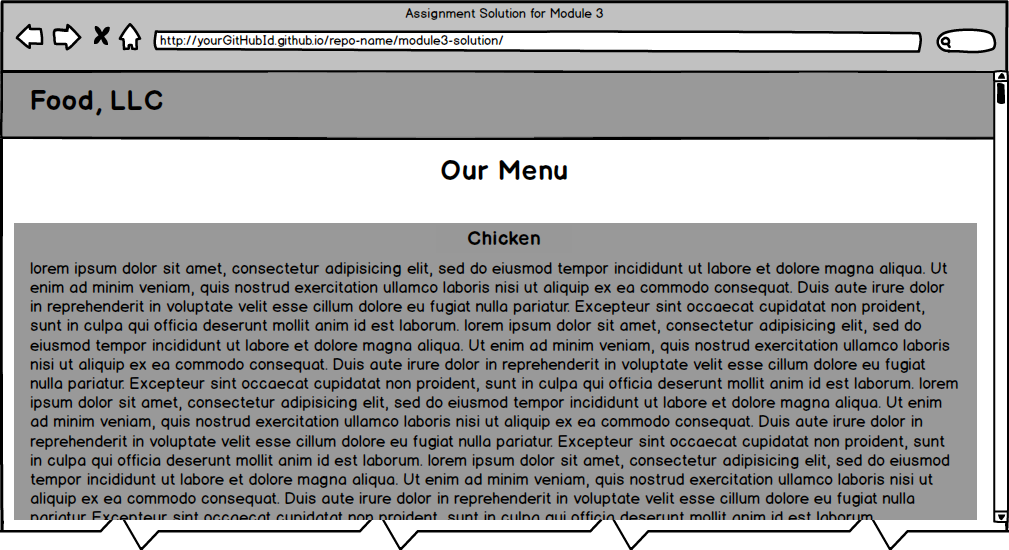 Assignment Solution for Module 3
http://yourGitHubId.github.io/repo-name/module3-solution/
Food, LLC
Our Menu
Chicken
lorem ipsum dolor sit amet, consectetur adipisicing elit, sed do eiusmod tempor incididunt ut labore et dolore magna aliqua. Ut
enim ad minim veniam, quis nostrud exercitation ullamco laboris nisi ut aliquip ex ea commodo consequat. Duis aute irure dolor
in reprehenderit in voluptate velit esse cillum dolore eu fugiat nulla pariatur. Excepteur sint occaecat cupidatat non proident,
sunt in culpa qui officia deserunt mollit anim id est laborum. lorem ipsum dolor sit amet, consectetur adipisicing elit, sed do
eiusmod tempor incididunt ut labore et dolore magna aliqua. Ut enim ad minim veniam, quis nostrud exercitation ullamco laboris
nisi ut aliquip ex ea commodo consequat. Duis aute irure dolor in reprehenderit in voluptate velit esse cillum dolore eu fugiat
nulla pariatur. Excepteur sint occaecat cupidatat non proident, sunt in culpa qui officia deserunt mollit anim id est laborum. lorem
ipsum dolor sit amet, consectetur adipisicing elit, sed do eiusmod tempor incididunt ut labore et dolore magna aliqua. Ut enim
ad minim veniam, quis nostrud exercitation ullamco laboris nisi ut aliquip ex ea commodo consequat. Duis aute irure dolor in
reprehenderit in voluptate velit esse cillum dolore eu fugiat nulla pariatur. Excepteur sint occaecat cupidatat non proident, sunt
in culpa qui officia deserunt mollit anim id est laborum. lorem ipsum dolor sit amet, consectetur adipisicing elit, sed do eiusmod
tempor incididunt ut labore et dolore magna aliqua. Ut enim ad minim veniam, quis nostrud exercitation ullamco laboris nisi ut
aliquip ex ea commodo consequat. Duis aute irure dolor in reprehenderit in voluptate velit esse cillum dolore eu fugiat nulla
pariatur. Excepteur sint occaecat cupidatat non proident, sunt in culpa qui officia deserunt mollit anim id est laborum.